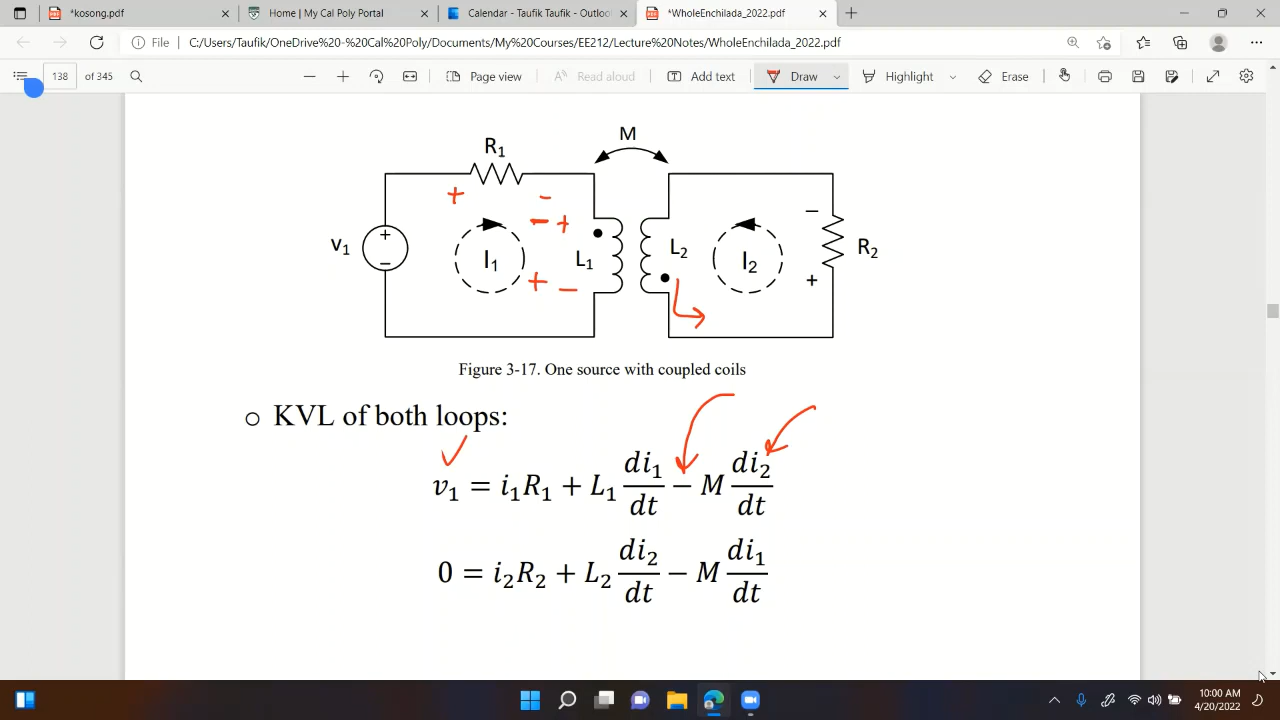 *kosong.pdf
Home | My Cal Poly Portal
Calendar - Taufik Taufik - Outloo
*WholeEnchilada_2022.pdf
File
C:/Users/Taufik/OneDrive%20-%20Cal%20Poly/Documents/My%20Courses/EE212/Lecture%20Notes/WholeEnchilada_2022.pdf
138 of 345
Page view
Read aloud
Add text
Draw
Highlight
Erase
M
R₁
+ -
- +
v₁ + −
I₁
L₁
+ −
L₂
I₂
−
R₂
+
Figure 3-17. One source with coupled coils
○ KVL of both loops:
v₁ = i₁R₁ + L₁ di₁/dt − M di₂/dt
0 = i₂R₂ + L₂ di₂/dt − M di₁/dt
10:00 AM
4/20/2022